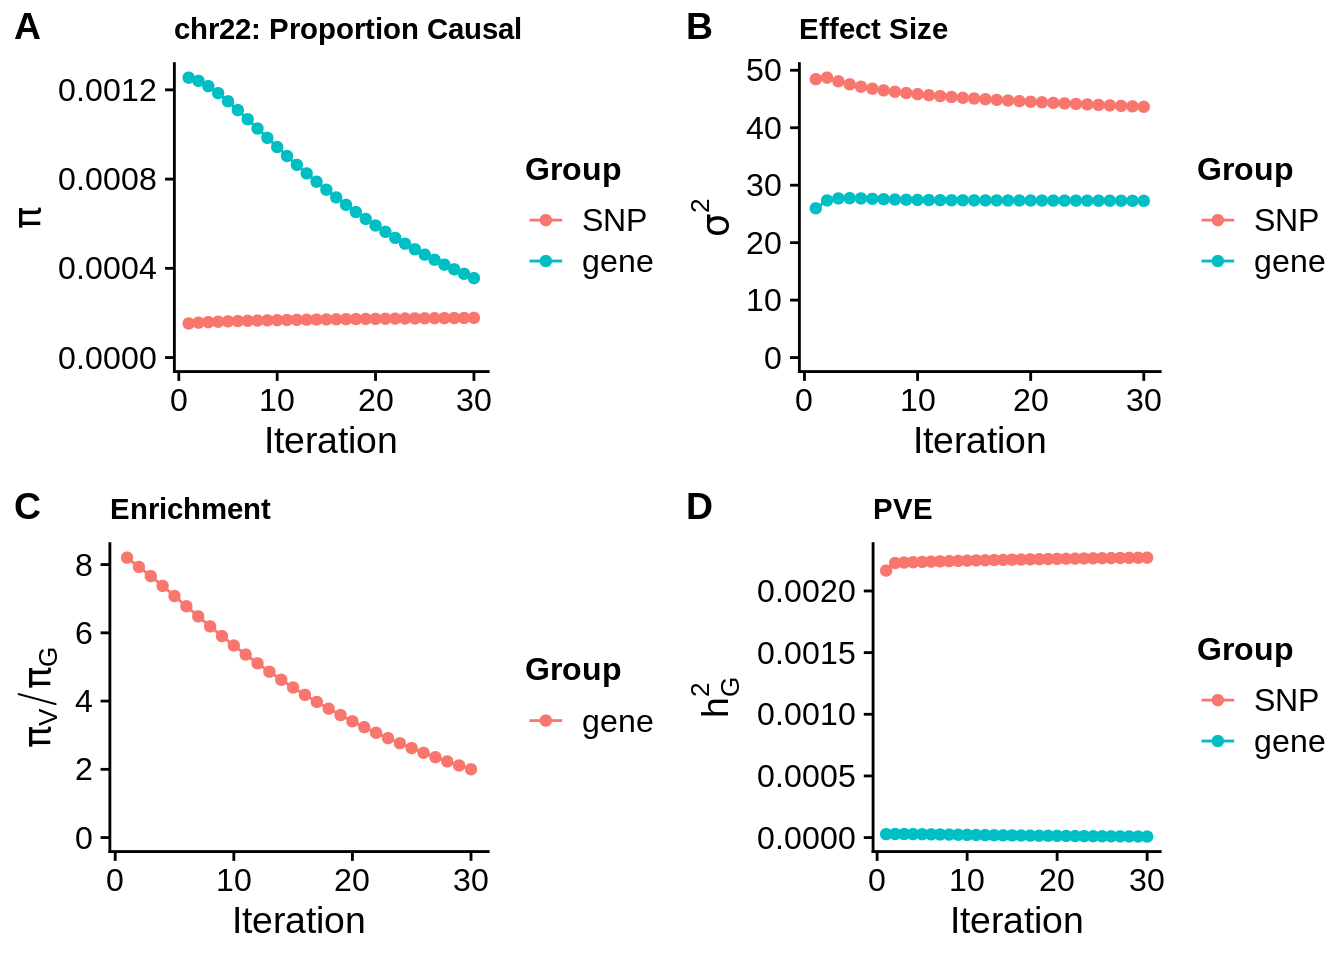 A
chr22: Proportion Causal
0.0012
0.0008
0.0004
0.0000
π
0 10 20 30
Iteration
Group
SNP
gene
B
Effect Size
50
40
30
20
10
0
σ²
0 10 20 30
Iteration
Group
SNP
gene
C
Enrichment
8
6
4
2
0
π_V/π_G
0 10 20 30
Iteration
Group
gene
D
PVE
0.0020
0.0015
0.0010
0.0005
0.0000
h²_G
0 10 20 30
Iteration
Group
SNP
gene